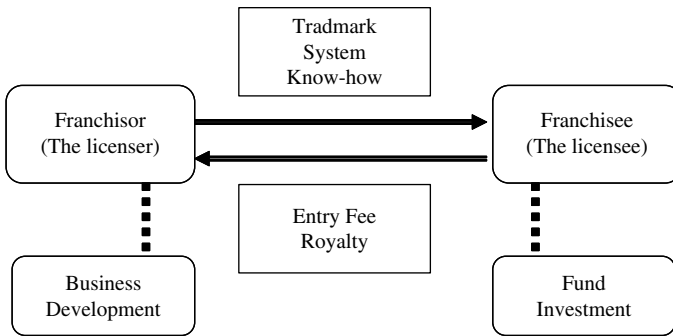 Tradmark
System
Know-how
Franchisor
(The licenser)
Franchisee
(The licensee)
Entry Fee
Royalty
Business
Development
Fund
Investment